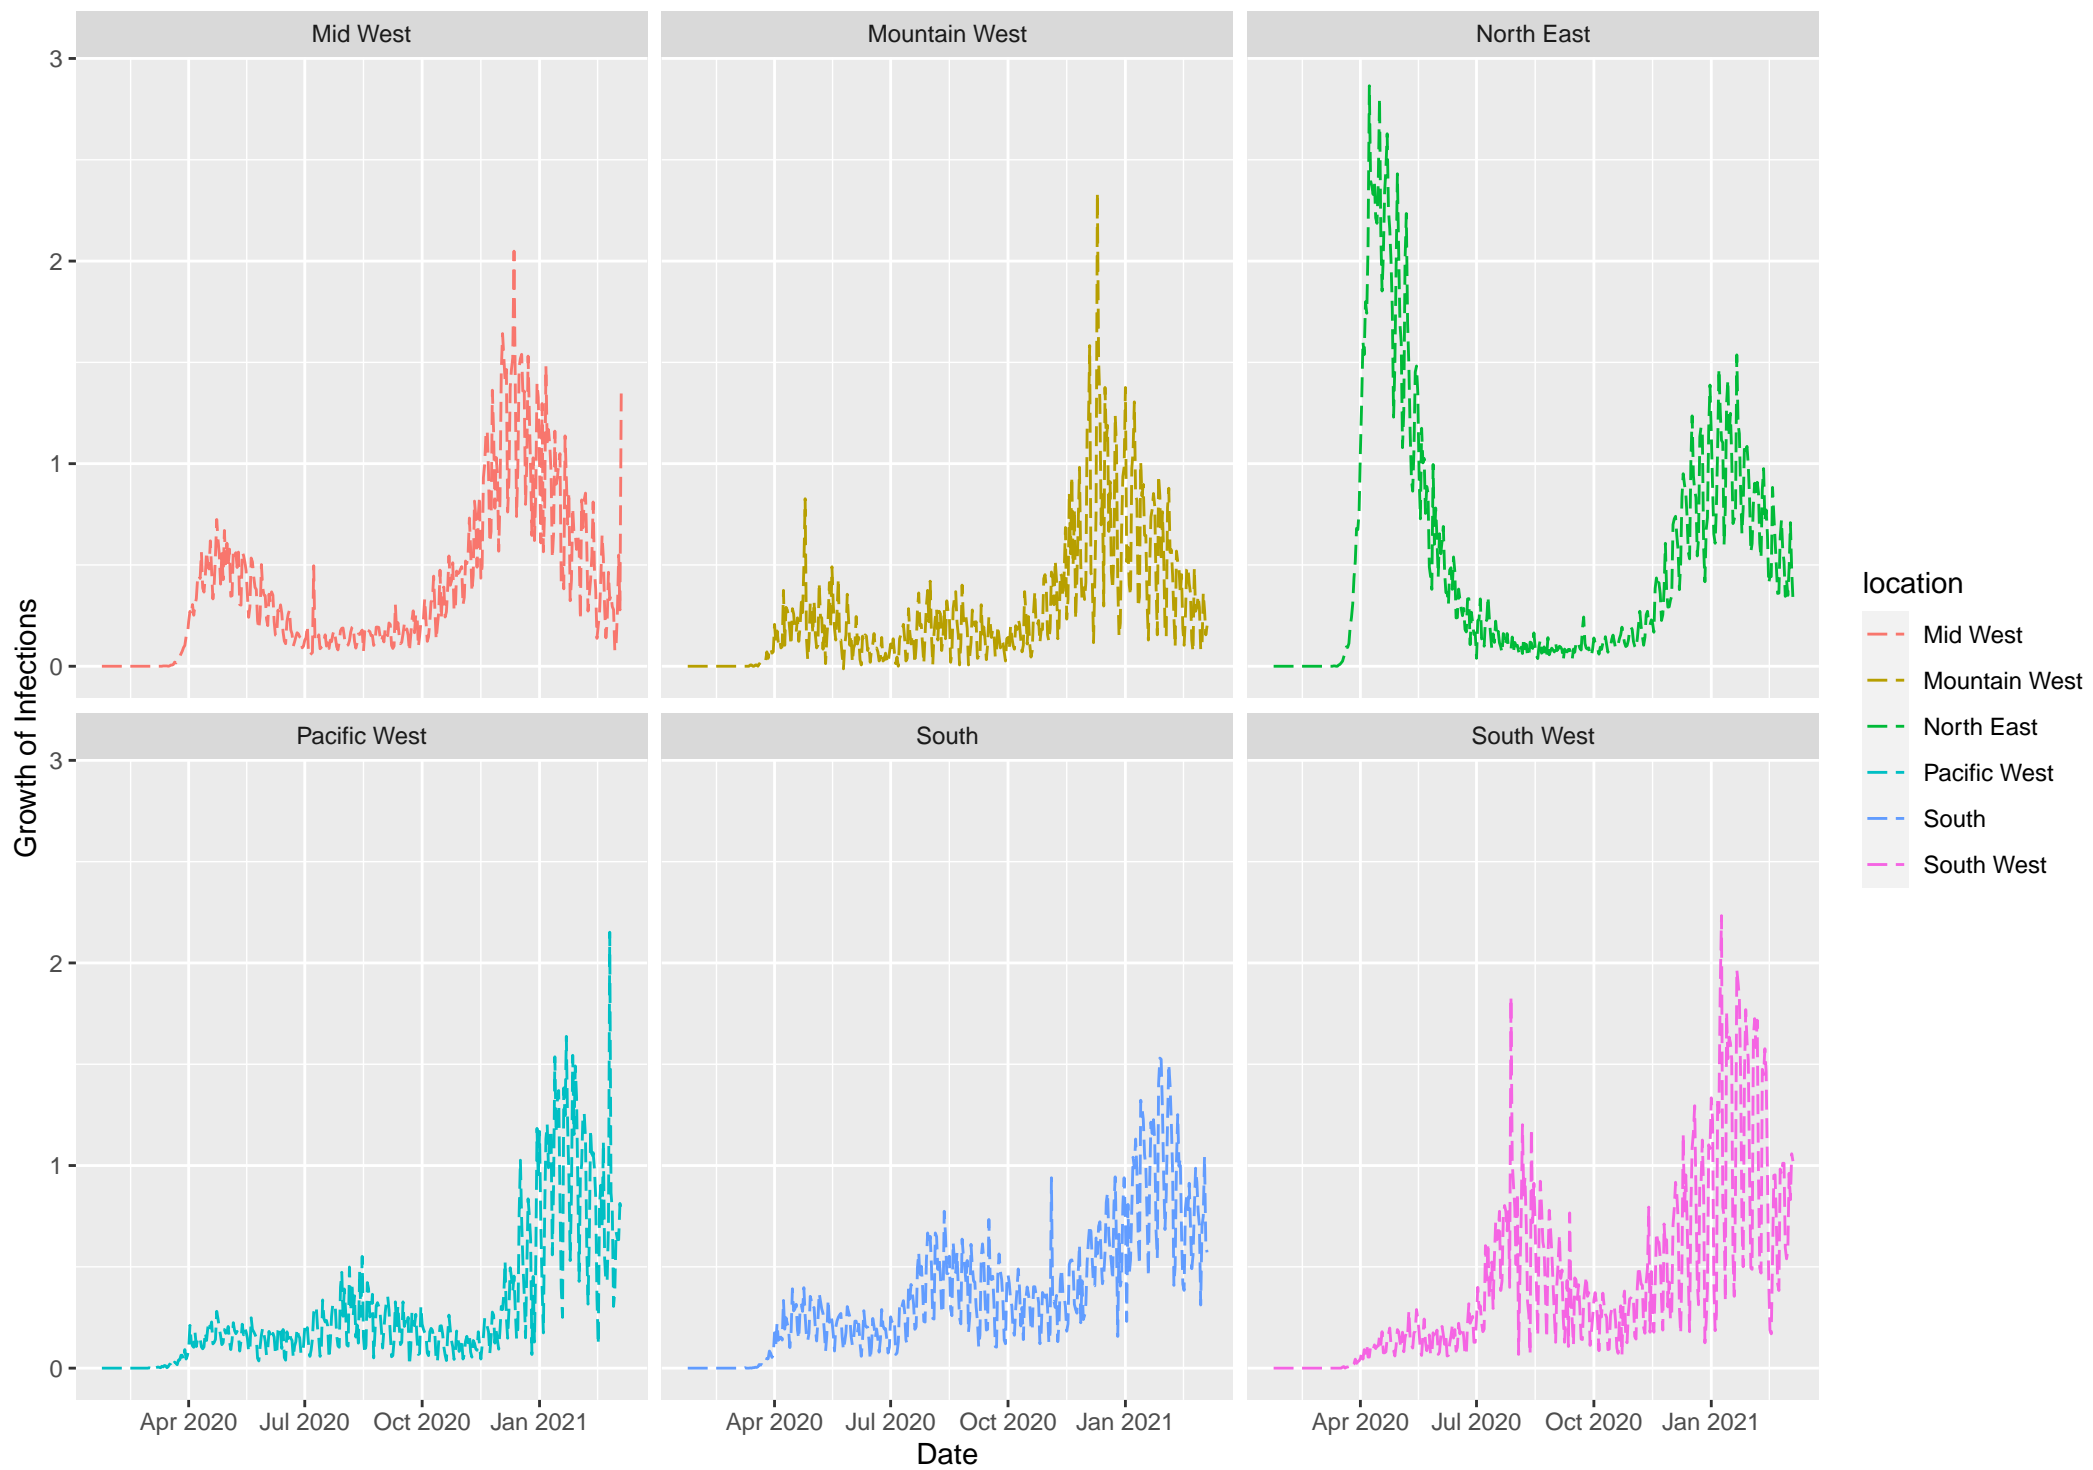 Mid West
Mountain West
North East
3
2
1
0
Pacific West
South
South West
3
2
1
0
Apr 2020 Jul 2020 Oct 2020 Jan 2021
Apr 2020 Jul 2020 Oct 2020 Jan 2021
Apr 2020 Jul 2020 Oct 2020 Jan 2021
Date
Growth of Infections
location
Mid West
Mountain West
North East
Pacific West
South
South West